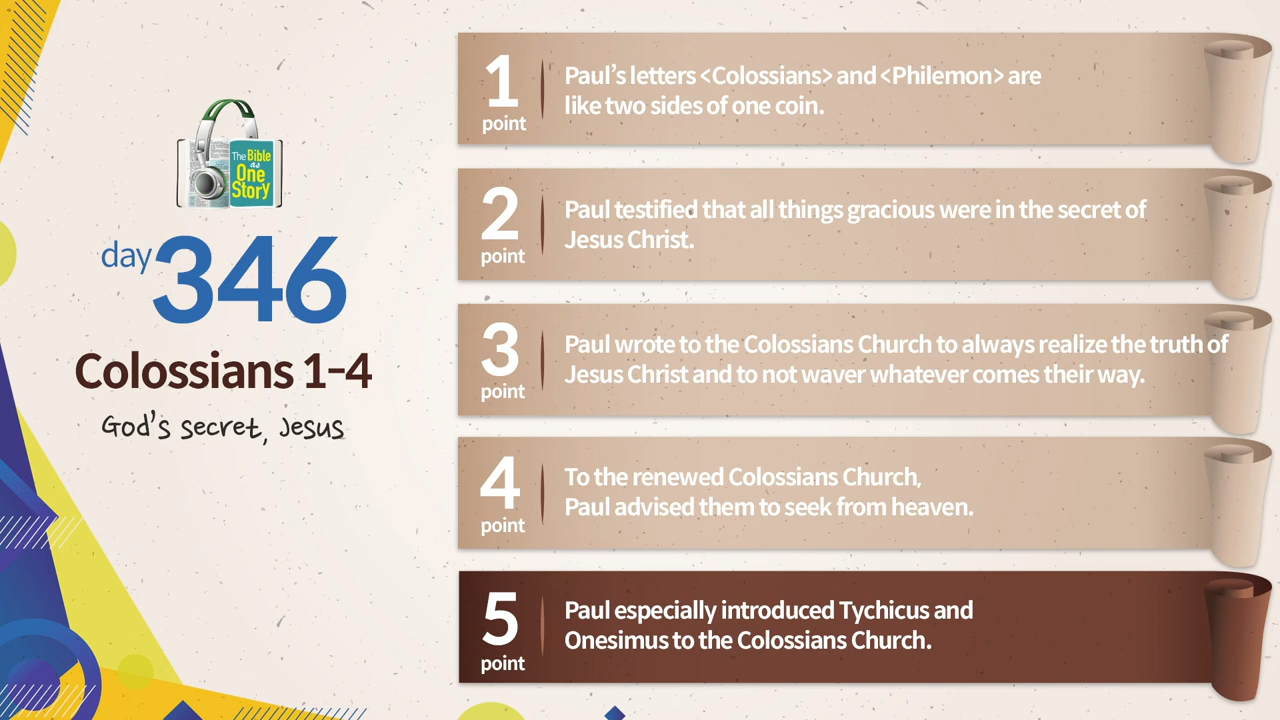 The Bible
as
One
Story
day 346
Colossians 1-4
God's secret, Jesus
1
point
Paul's letters <Colossians> and <Philemon> are
like two sides of one coin.
2
point
Paul testified that all things gracious were in the secret of
Jesus Christ.
3
point
Paul wrote to the Colossians Church to always realize the truth of
Jesus Christ and to not waver whatever comes their way.
4
point
To the renewed Colossians Church,
Paul advised them to seek from heaven.
5
point
Paul especially introduced Tychicus and
Onesimus to the Colossians Church.